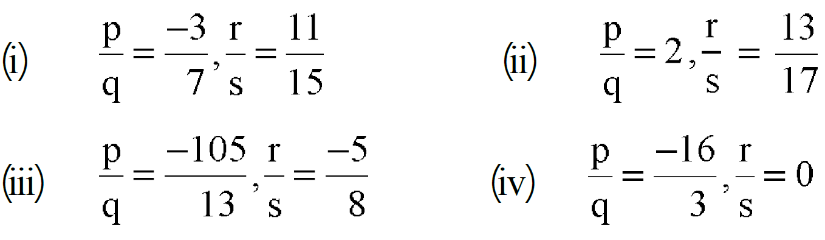 (i) p/q = -3/7, r/s = 11/15 (ii) p/q = 2, r/s = 13/17
(iii) p/q = -105/13, r/s = -5/8 (iv) p/q = -16/3, r/s = 0